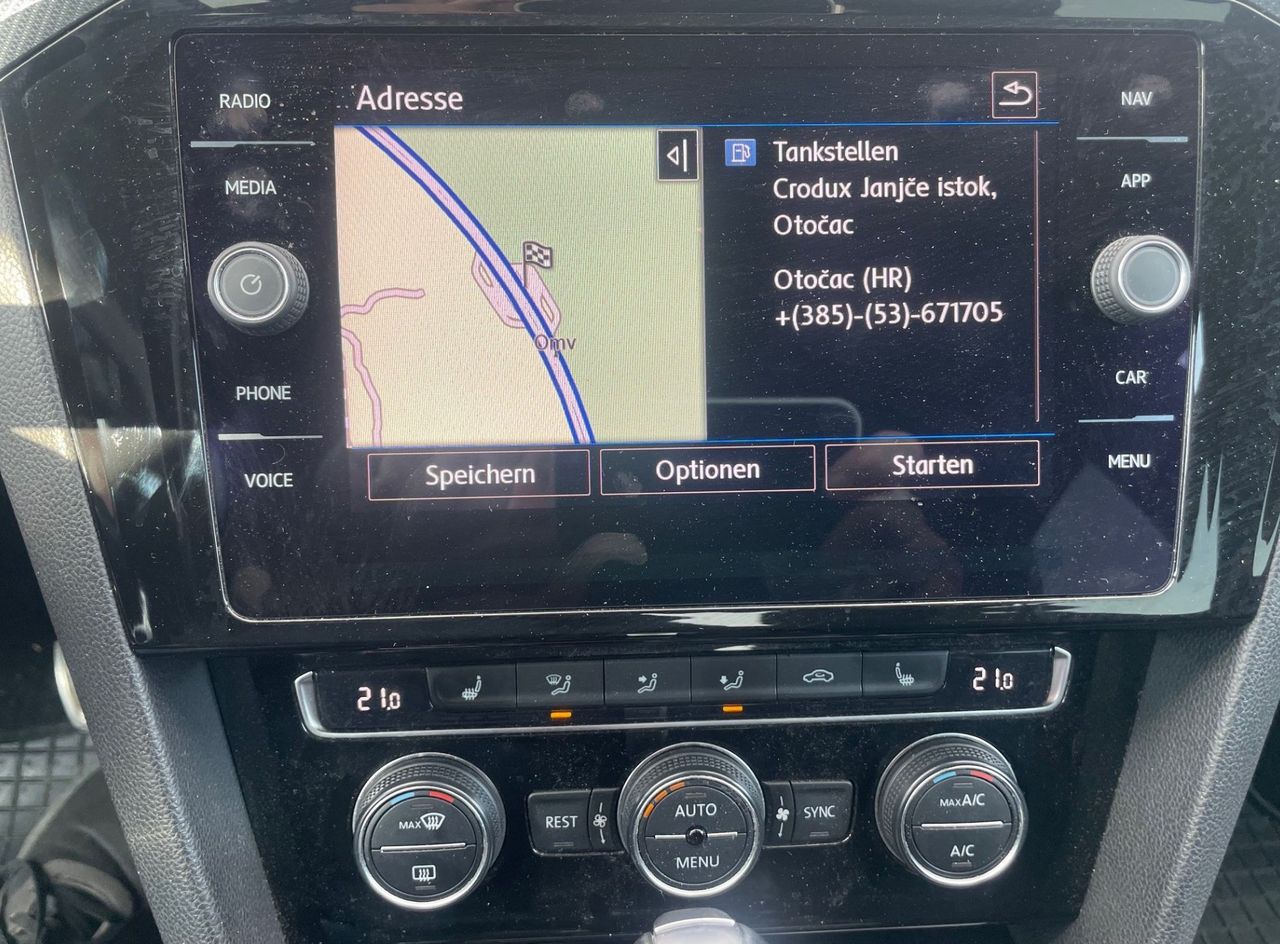 RADIO
MEDIA
PHONE
VOICE
Adresse
Omv
Tankstellen
Crodux Janjče istok,
Otočac
Otočac (HR)
+(385)-(53)-671705
Speichern
Optionen
Starten
NAV
APP
CAR
MENU
21.0
21.0
MAX
REST
AUTO
MENU
SYNC
MAX A/C
A/C